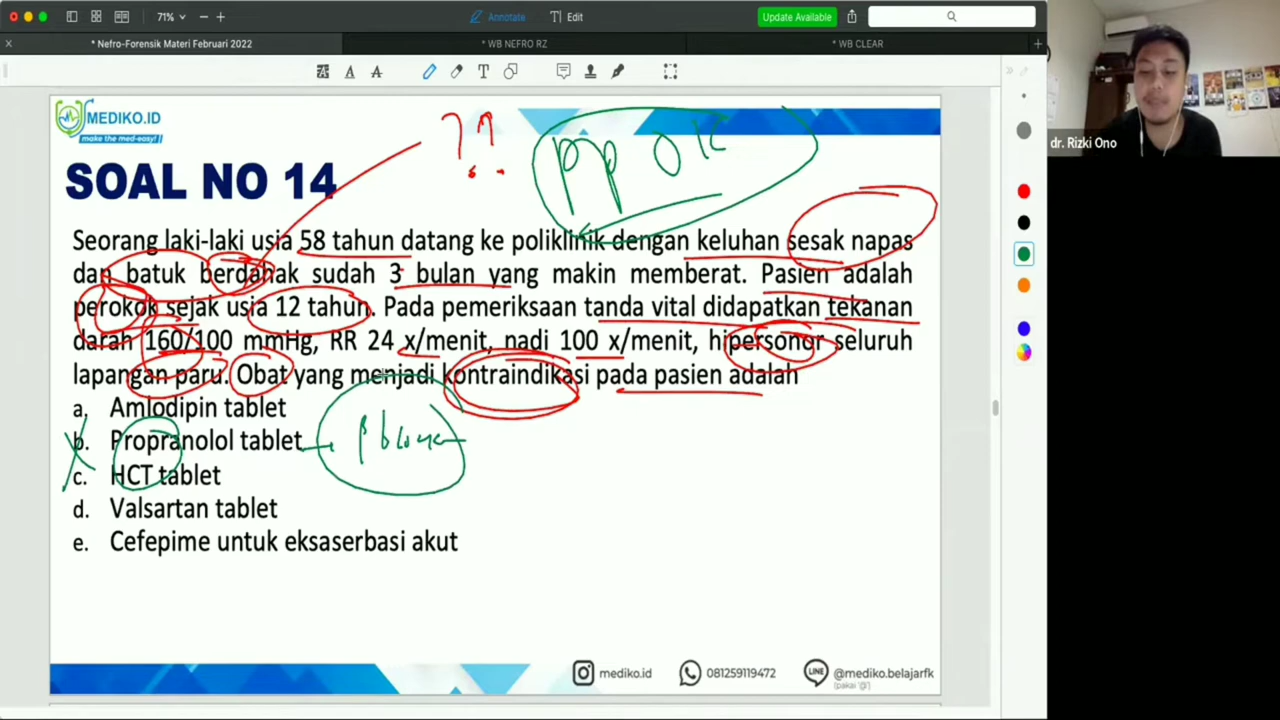 71%
Annotate
Edit
Update Available
* Nefro-Forensik Materi Februari 2022
* WB NEFRO RZ
* WB CLEAR
MEDIKO.ID
make the med-easy!
dr. Rizki Ono
??
PPOK
SOAL NO 14
Seorang laki-laki usia 58 tahun datang ke poliklinik dengan keluhan sesak napas
dan batuk berdahak sudah 3 bulan yang makin memberat. Pasien adalah
perokok sejak usia 12 tahun. Pada pemeriksaan tanda vital didapatkan tekanan
darah 160/100 mmHg, RR 24 x/menit, nadi 100 x/menit, hipersonor seluruh
lapangan paru. Obat yang menjadi kontraindikasi pada pasien adalah
a. Amlodipin tablet
b. Propranolol tablet
c. HCT tablet
d. Valsartan tablet
e. Cefepime untuk eksaserbasi akut
mediko.id
081259119472
LINE
@mediko.belajarfk
(pakai '@')